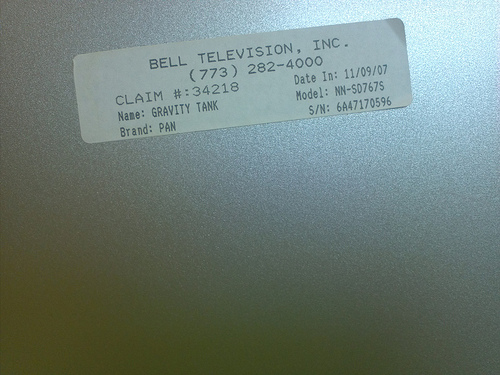 BELL TELEVISION, INC.
(773) 282-4000
CLAIM #:34218 Date In: 11/09/07
Name: GRAVITY TANK Model: NN-SD767S
Brand: PAN S/N: 6A47170596